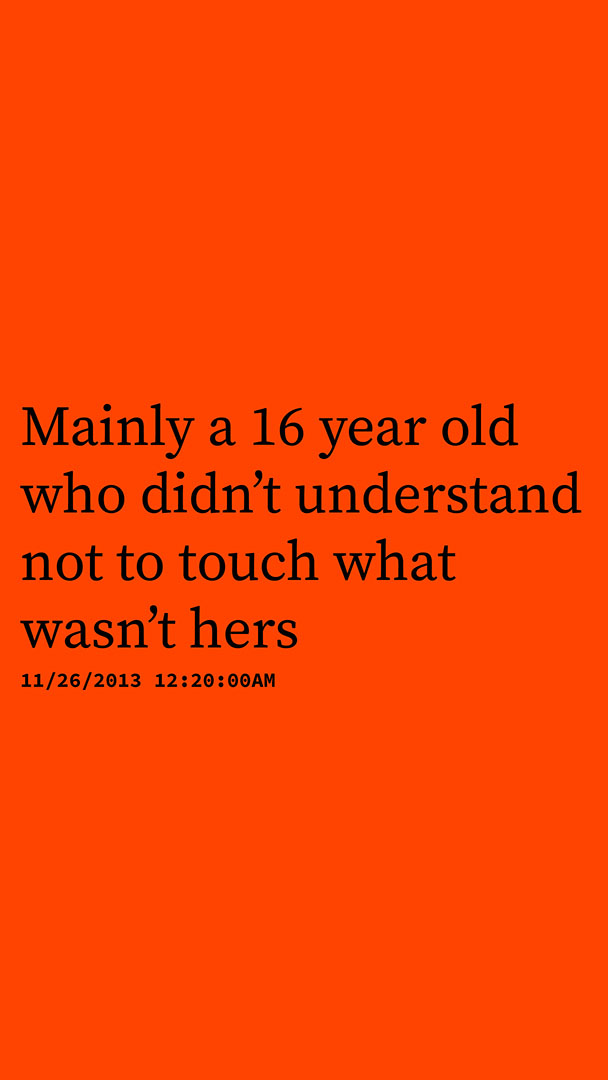 Mainly a 16 year old
who didn’t understand
not to touch what
wasn’t hers
11/26/2013 12:20:00AM